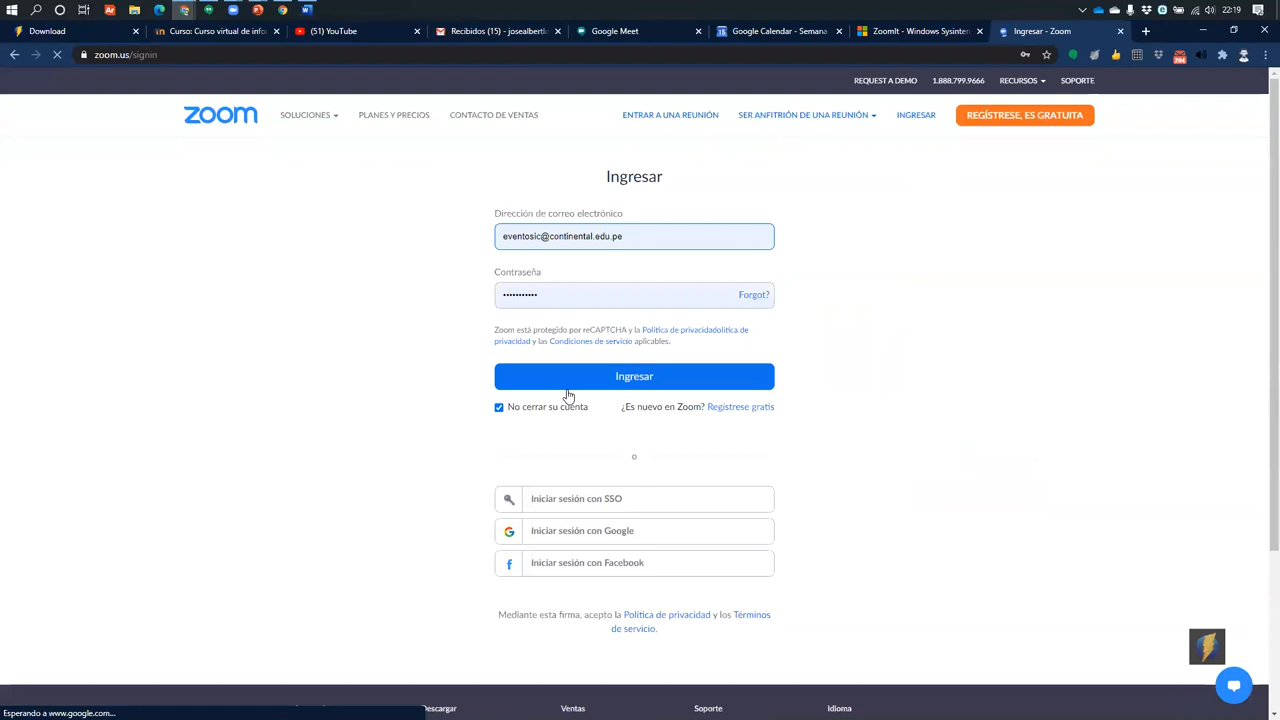 22:19
Download
Curso: Curso virtual de info
(51) YouTube
Recibidos (15) - josealbertlc
Google Meet
Google Calendar - Semana
ZoomIt - Windows Sysintern
Ingresar - Zoom
zoom.us/signin
204
REQUEST A DEMO 1.888.799.9666 RECURSOS SOPORTE
zoom SOLUCIONES PLANES Y PRECIOS CONTACTO DE VENTAS ENTRAR A UNA REUNIÓN SER ANFITRIÓN DE UNA REUNIÓN INGRESAR REGÍSTRESE, ES GRATUITA
Ingresar
Dirección de correo electrónico
eventosic@continental.edu.pe
Contraseña
••••••••••• Forgot?
Zoom está protegido por reCAPTCHA y la Política de privacidadolítica de
privacidad y las Condiciones de servicio aplicables.
Ingresar
No cerrar su cuenta ¿Es nuevo en Zoom? Regístrese gratis
o
Iniciar sesión con SSO
Iniciar sesión con Google
Iniciar sesión con Facebook
Mediante esta firma, acepto la Política de privacidad y los Términos
de servicio.
Esperando a www.google.com...
Descargar Ventas Soporte Idioma